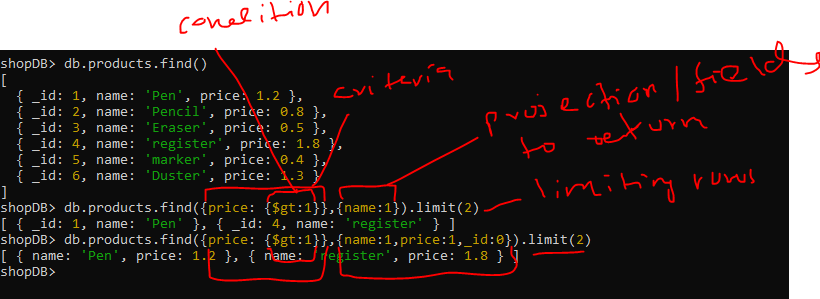 condition
shopDB> db.products.find()
[
criteria
{ _id: 1, name: 'Pen', price: 1.2 },
{ _id: 2, name: 'Pencil', price: 0.8 },
projection / fields
to return
{ _id: 3, name: 'Eraser', price: 0.5 },
{ _id: 4, name: 'register', price: 1.8 },
{ _id: 5, name: 'marker', price: 0.4 },
{ _id: 6, name: 'Duster', price: 1.3 }
]
limiting rows
shopDB> db.products.find({price: {$gt:1}},{name:1}).limit(2)
[ { _id: 1, name: 'Pen' }, { _id: 4, name: 'register' } ]
shopDB> db.products.find({price: {$gt:1}},{name:1,price:1,_id:0}).limit(2)
[ { name: 'Pen', price: 1.2 }, { name: 'register', price: 1.8 } ]
shopDB>